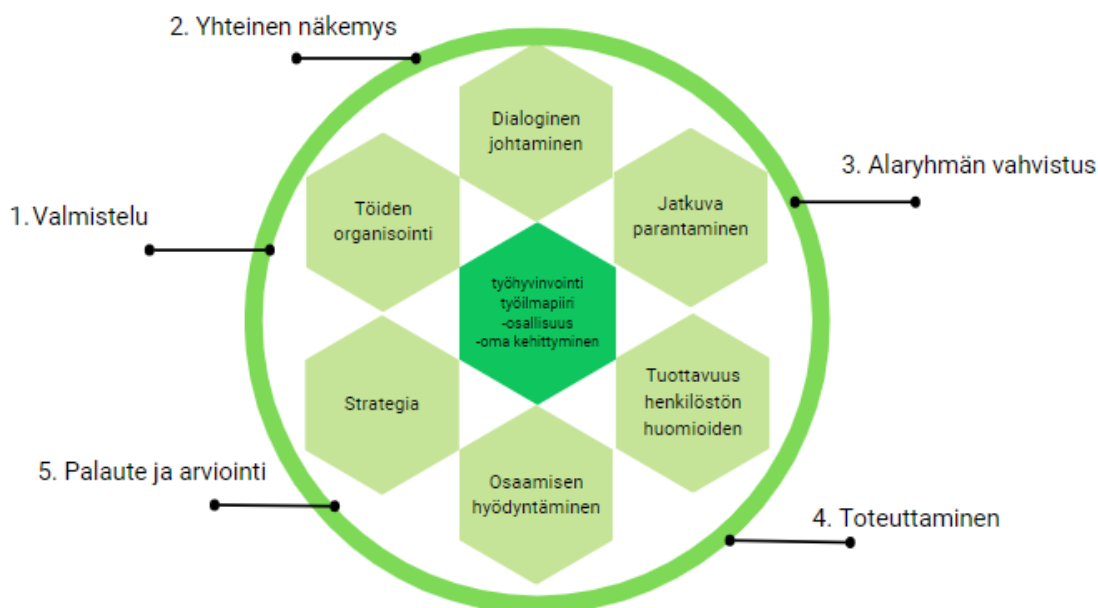 2. Yhteinen näkemys
Dialoginen
johtaminen
3. Alaryhmän vahvistus
Jatkuva
parantaminen
1. Valmistelu
Töiden
organisointi
työhyvinvointi
työilmapiiri
-osallisuus
-oma kehittyminen
Strategia
Tuottavuus
henkilöstön
huomioiden
5. Palaute ja arviointi
Osaamisen
hyödyntäminen
4. Toteuttaminen